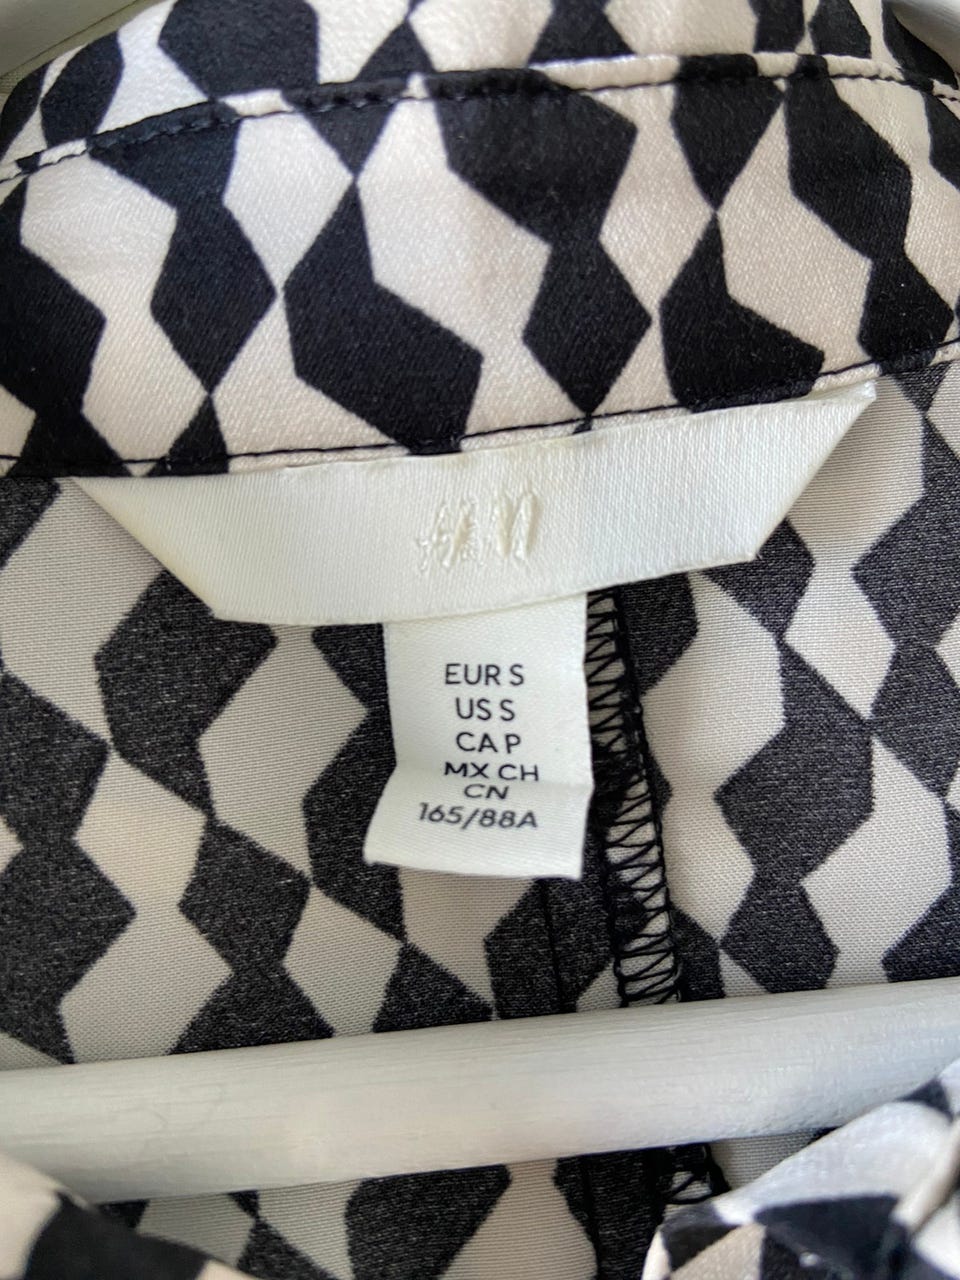 H&M
EUR S
US S
CA P
MX CH
CN
165/88A